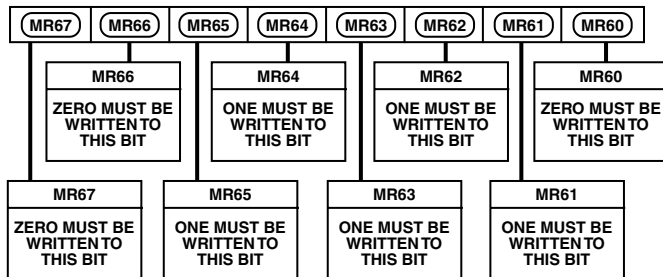 MR67 MR66 MR65 MR64 MR63 MR62 MR61 MR60
MR66
ZERO MUST BE
WRITTEN TO
THIS BIT
MR64
ONE MUST BE
WRITTEN TO
THIS BIT
MR62
ONE MUST BE
WRITTEN TO
THIS BIT
MR60
ZERO MUST BE
WRITTEN TO
THIS BIT
MR67
ZERO MUST BE
WRITTEN TO
THIS BIT
MR65
ONE MUST BE
WRITTEN TO
THIS BIT
MR63
ONE MUST BE
WRITTEN TO
THIS BIT
MR61
ONE MUST BE
WRITTEN TO
THIS BIT